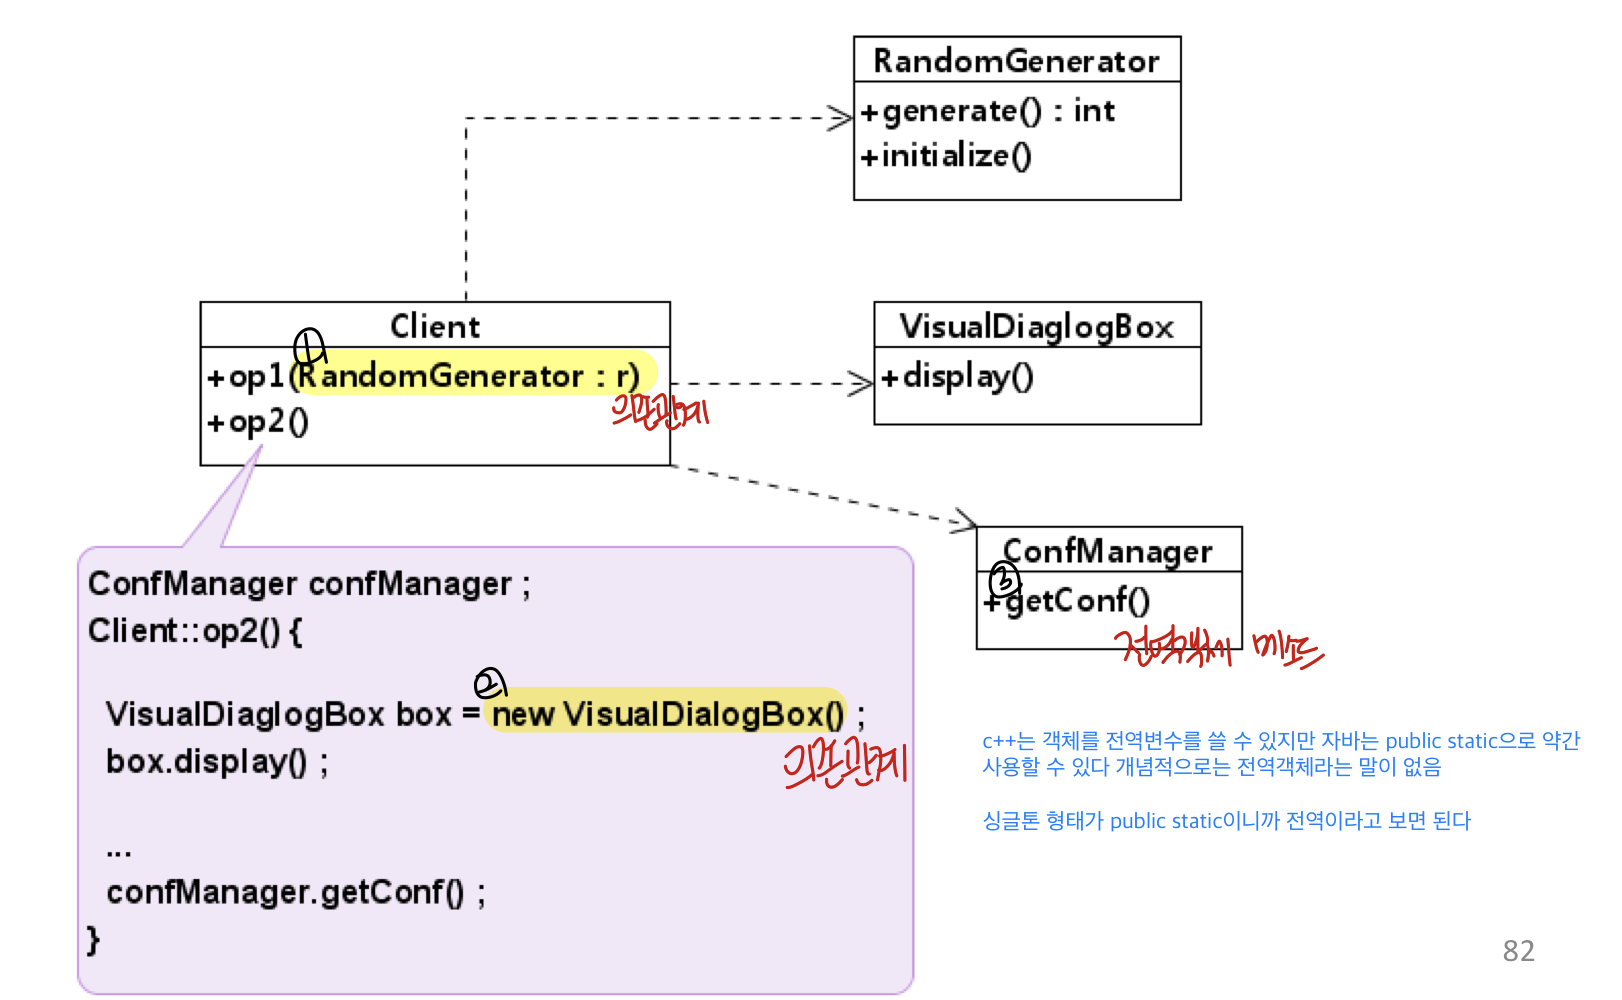 RandomGenerator
+generate() : int
+initialize()
Client
①
+op1(RandomGenerator : r)
의존관계
+op2()
VisualDiaglogBox
+display()
ConfManager
③
+getConf()
전역객체 메소드
ConfManager confManager ;
Client::op2() {
②
VisualDiaglogBox box = new VisualDialogBox() ;
의존관계
box.display() ;
...
confManager.getConf() ;
}
c++는 객체를 전역변수를 쓸 수 있지만 자바는 public static으로 약간
사용할 수 있다 개념적으로는 전역객체라는 말이 없음
싱글톤 형태가 public static이니까 전역이라고 보면 된다
82